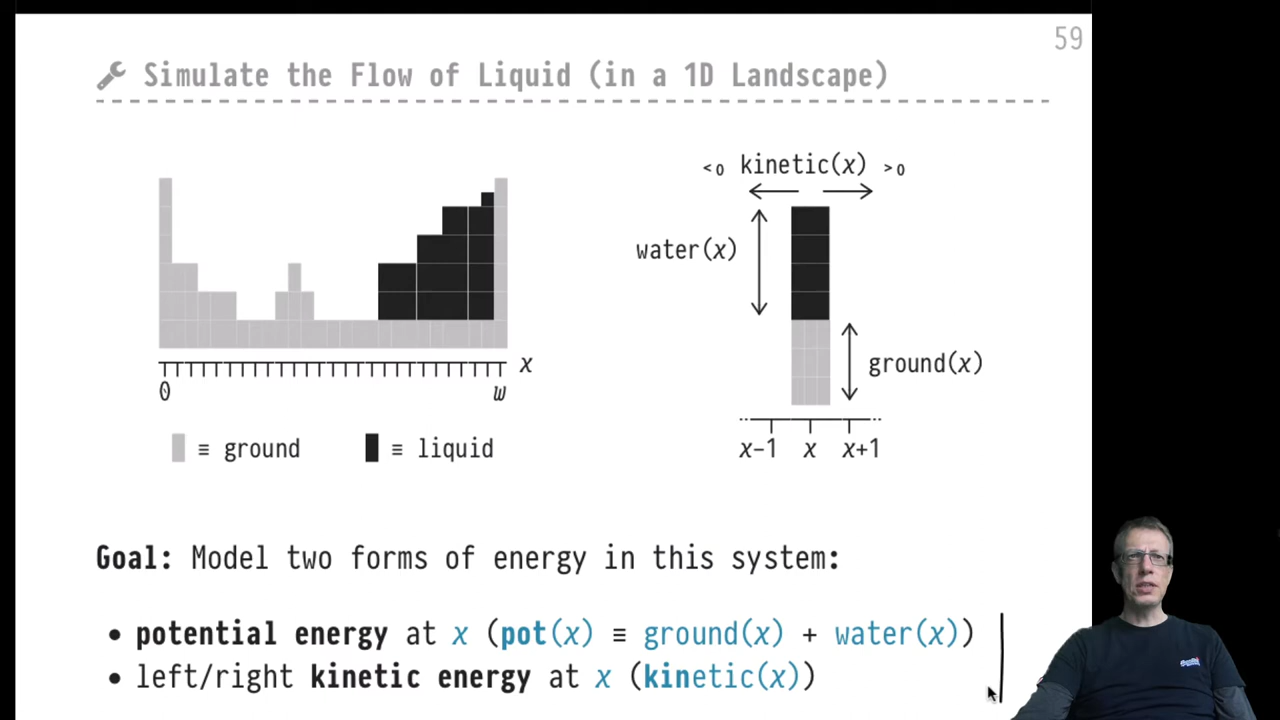 59
Simulate the Flow of Liquid (in a 1D Landscape)
<0 kinetic(x) >0
water(x)
ground(x)
x
0 w
x−1 x x+1
≡ ground ≡ liquid
Goal: Model two forms of energy in this system:
• potential energy at x (pot(x) ≡ ground(x) + water(x))
• left/right kinetic energy at x (kinetic(x))